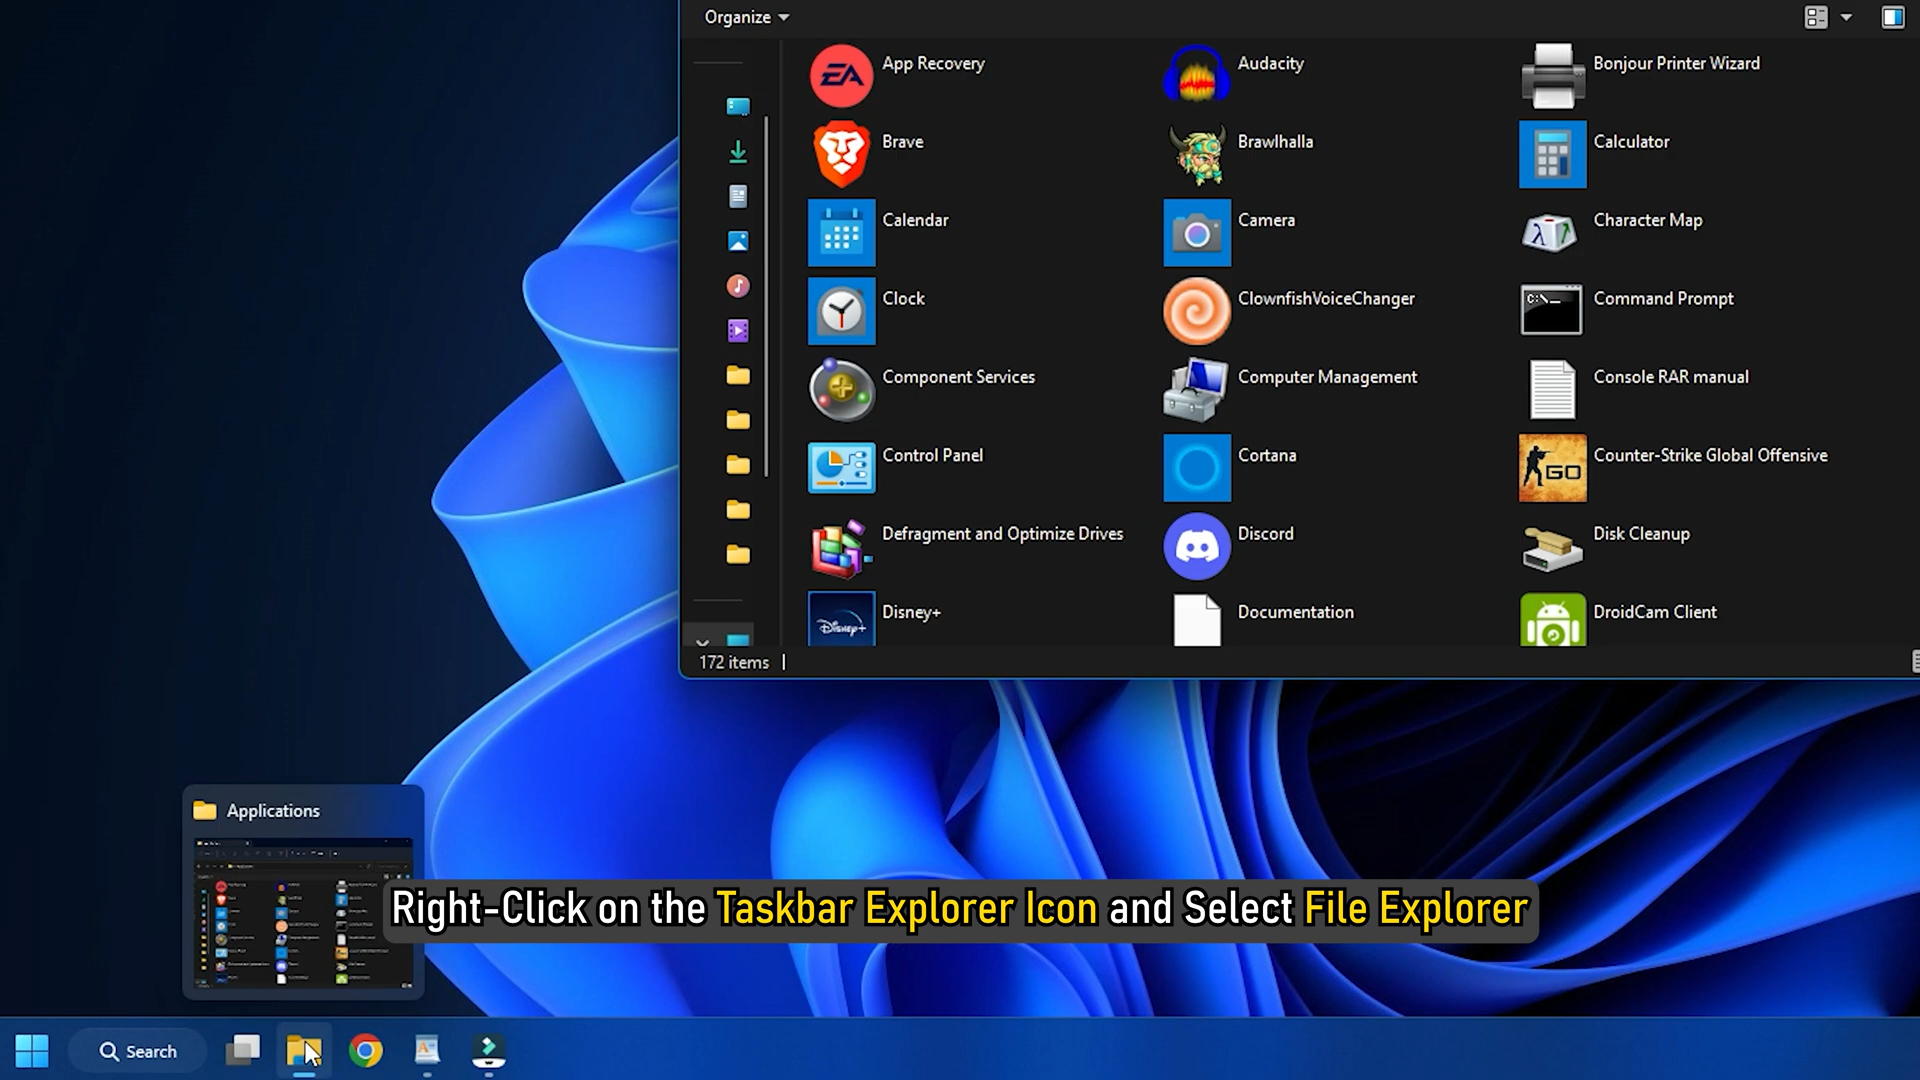 Organize
App Recovery
Audacity
Bonjour Printer Wizard
Brave
Brawlhalla
Calculator
Calendar
Camera
Character Map
Clock
ClownfishVoiceChanger
Command Prompt
Component Services
Computer Management
Console RAR manual
Control Panel
Cortana
Counter-Strike Global Offensive
Defragment and Optimize Drives
Discord
Disk Cleanup
Disney+
Documentation
DroidCam Client
172 items
Applications
Right-Click on the Taskbar Explorer Icon and Select File Explorer
Search
EA
C:\_
GO
Disney+